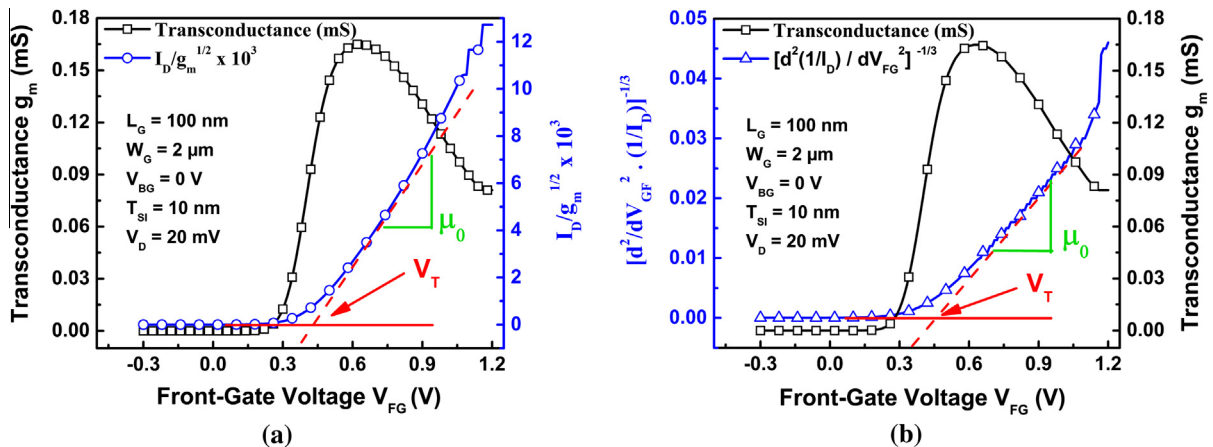 Transconductance (mS)
I_D/g_m^1/2 x 10^3
L_G = 100 nm
W_G = 2 µm
V_BG = 0 V
T_SI = 10 nm
V_D = 20 mV
V_T
µ_0
Transconductance g_m (mS)
0.18
0.15
0.12
0.09
0.06
0.03
0.00
I_D/g_m^1/2 x 10^3
12
10
8
6
4
2
0
-0.3 0.0 0.3 0.6 0.9 1.2
Front-Gate Voltage V_FG (V)
(a)
Transconductance (mS)
[d^2(1/I_D) / dV_FG^2]^-1/3
L_G = 100 nm
W_G = 2 µm
V_BG = 0 V
T_SI = 10 nm
V_D = 20 mV
V_T
µ_0
[d^2/dV_GF^2 . (1/I_D)]^-1/3
0.05
0.04
0.03
0.02
0.01
0.00
Transconductance g_m (mS)
0.18
0.15
0.12
0.09
0.06
0.03
0.00
-0.3 0.0 0.3 0.6 0.9 1.2
Front-Gate Voltage V_FG (V)
(b)